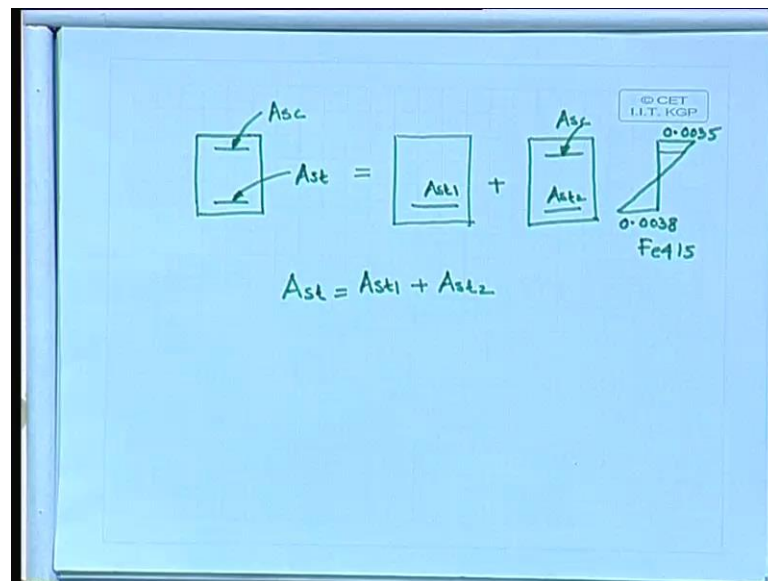 © CET
I.I.T. KGP
Asc
Asc
0.0035
Ast = Ast1 + Ast2
0.0038
Fe415
Ast = Ast1 + Ast2